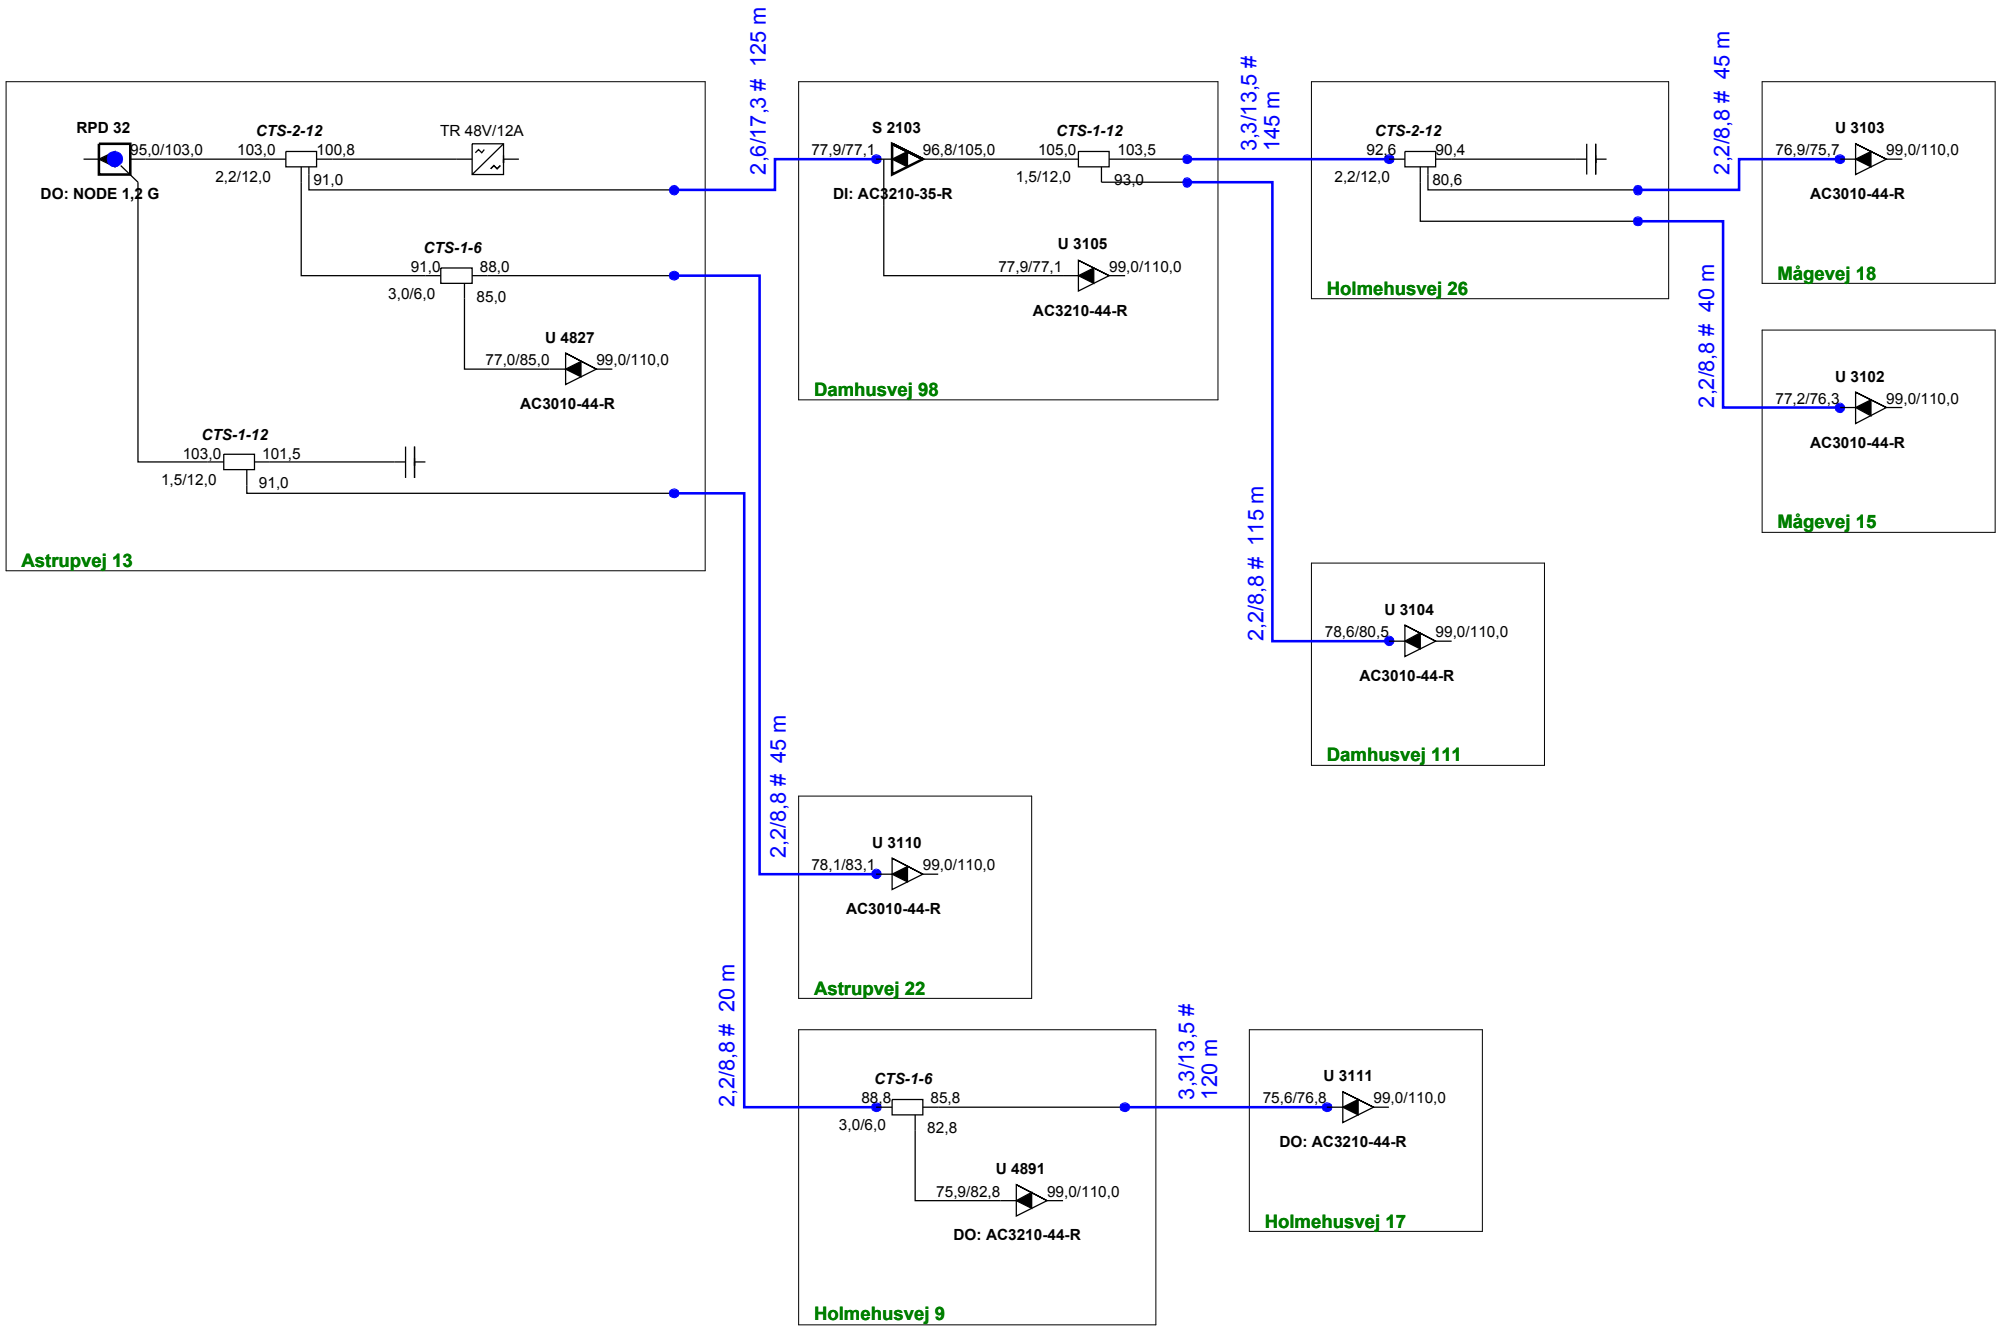 RPD 32
95,0/103,0
DO: NODE 1,2 G
CTS-2-12
103,0
100,8
2,2/12,0
91,0
TR 48V/12A
CTS-1-6
91,0
88,0
3,0/6,0
85,0
U 4827
77,0/85,0
99,0/110,0
AC3010-44-R
CTS-1-12
103,0
101,5
1,5/12,0
91,0
Astrupvej 13
2,6/17,3 # 125 m
S 2103
77,9/77,1
96,8/105,0
DI: AC3210-35-R
CTS-1-12
105,0
103,5
1,5/12,0
93,0
U 3105
77,9/77,1
99,0/110,0
AC3210-44-R
Damhusvej 98
3,3/13,5 #
145 m
CTS-2-12
92,6
90,4
2,2/12,0
80,6
Holmehusvej 26
2,2/8,8 # 45 m
U 3103
76,9/75,7
99,0/110,0
AC3010-44-R
Mågevej 18
2,2/8,8 # 40 m
U 3102
77,2/76,3
99,0/110,0
AC3010-44-R
Mågevej 15
2,2/8,8 # 115 m
U 3104
78,6/80,5
99,0/110,0
AC3010-44-R
Damhusvej 111
2,2/8,8 # 45 m
U 3110
78,1/83,1
99,0/110,0
AC3010-44-R
Astrupvej 22
2,2/8,8 # 20 m
CTS-1-6
88,8
85,8
3,0/6,0
82,8
U 4891
75,9/82,8
99,0/110,0
DO: AC3210-44-R
Holmehusvej 9
3,3/13,5 #
120 m
U 3111
75,6/76,8
99,0/110,0
DO: AC3210-44-R
Holmehusvej 17